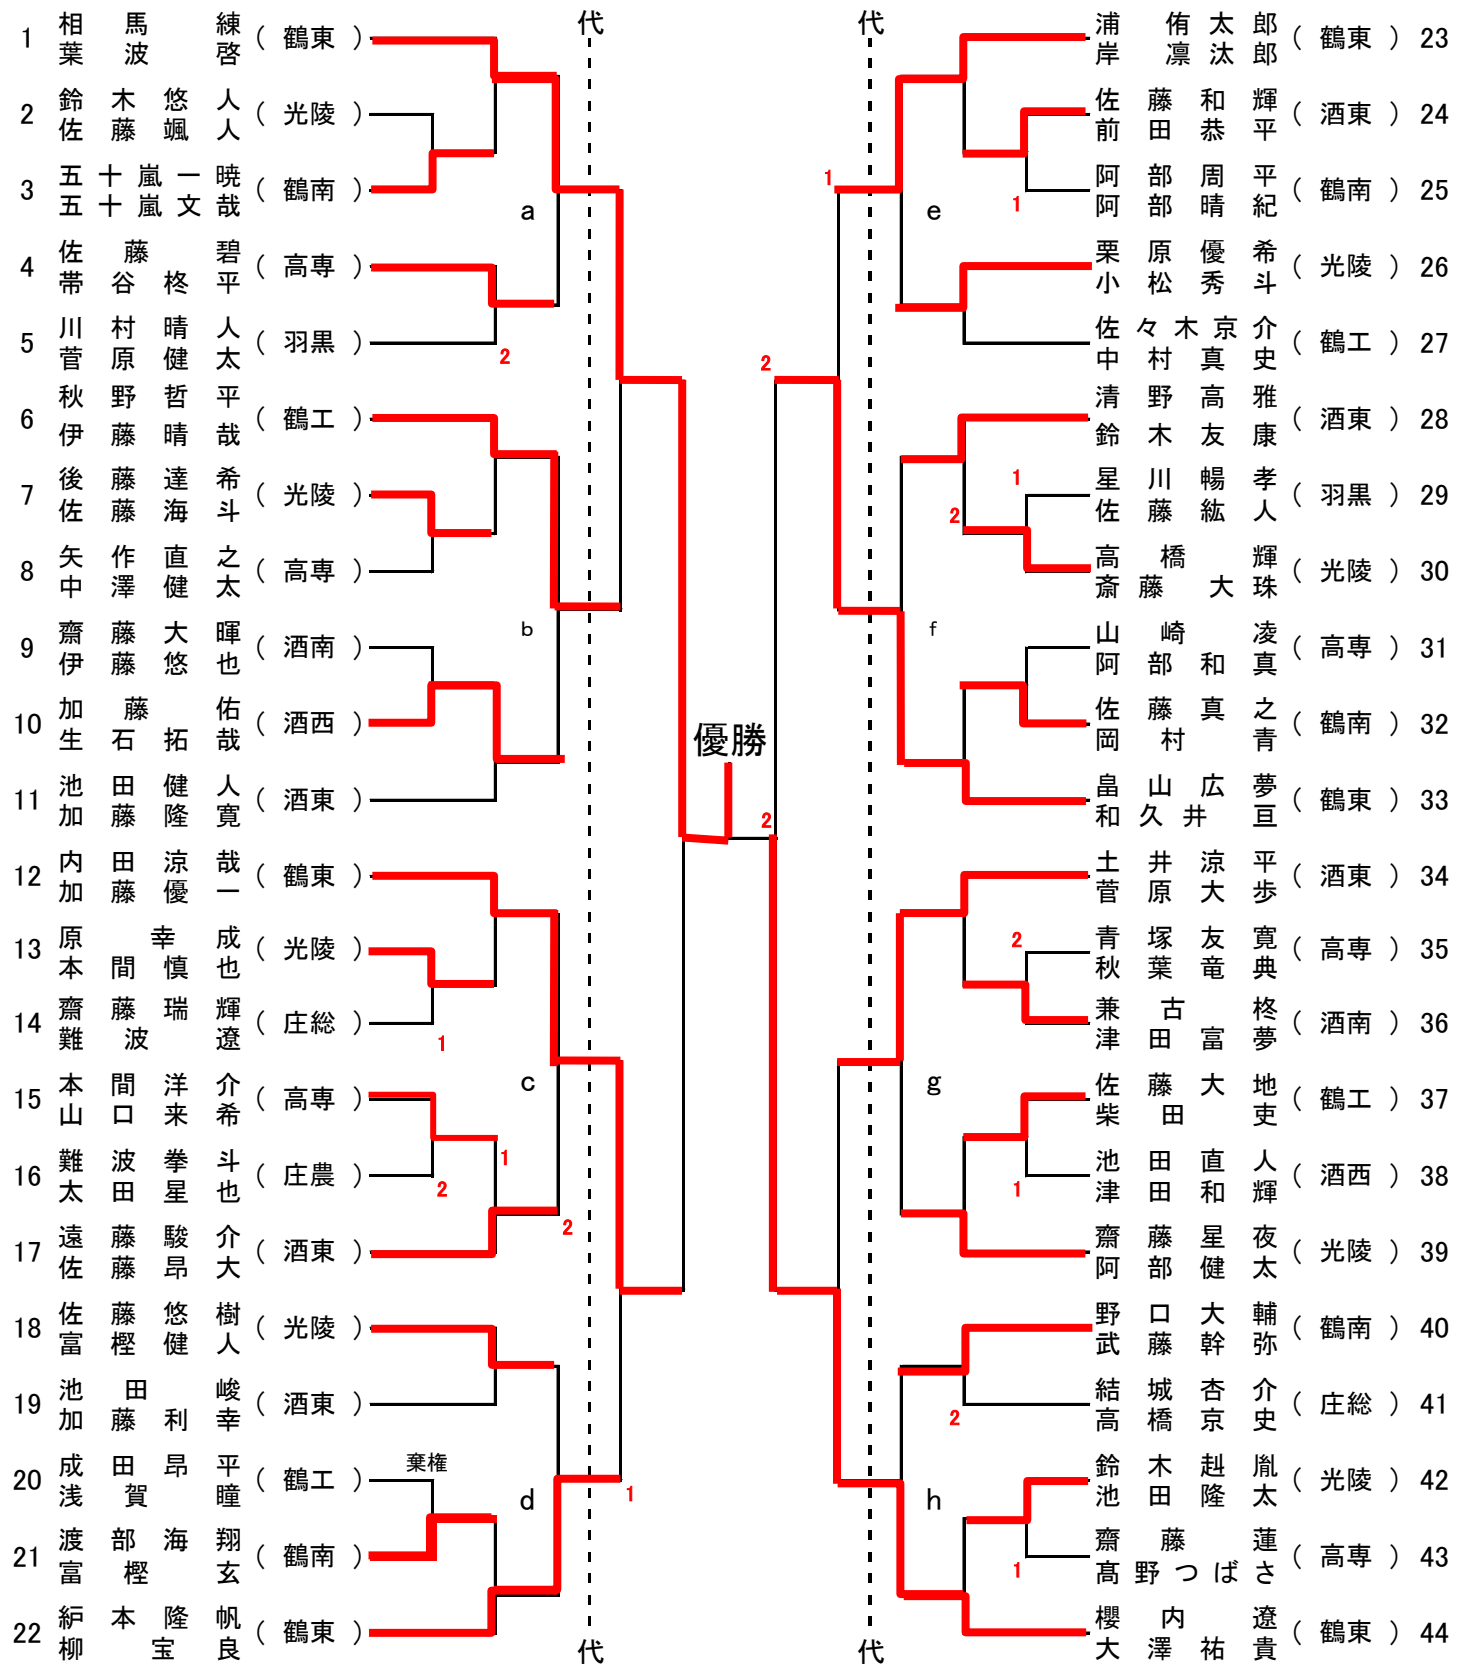 代
代
1 相馬練 葉波啓 ( 鶴東 )
2 鈴木悠人 佐藤颯人 ( 光陵 )
3 五十嵐一暁 五十嵐文哉 ( 鶴南 )
a
4 佐藤碧 帯谷柊平 ( 高専 )
5 川村晴人 菅原健太 ( 羽黒 )
2
6 秋野哲平 伊藤晴哉 ( 鶴工 )
7 後藤達希 佐藤海斗 ( 光陵 )
8 矢作直之 中澤健太 ( 高専 )
b
9 齋藤大暉 伊藤悠也 ( 酒南 )
10 加藤佑 生石拓哉 ( 酒西 )
11 池田健人 加藤隆寛 ( 酒東 )
12 内田涼哉 加藤優一 ( 鶴東 )
13 原幸成 本間慎也 ( 光陵 )
14 齋藤瑞輝 難波遼 ( 庄総 )
1
c
15 本間洋介 山口来希 ( 高専 )
1
16 難波拳斗 太田星也 ( 庄農 )
2
17 遠藤駿介 佐藤昂大 ( 酒東 )
2
18 佐藤悠樹 富樫健人 ( 光陵 )
19 池田峻 加藤利幸 ( 酒東 )
棄権
20 成田昂平 浅賀瞳 ( 鶴工 )
d
1
21 渡部海翔 富樫玄 ( 鶴南 )
22 本隆帆 柳宝良 ( 鶴東 )
代
優勝
2
2
浦侑太郎 岸凛汰郎 ( 鶴東 ) 23
佐藤和輝 前田恭平 ( 酒東 ) 24
1
阿部周平 阿部晴紀 ( 鶴南 ) 25
1
e
栗原優希 小松秀斗 ( 光陵 ) 26
佐々木京介 中村真史 ( 鶴工 ) 27
清野高雅 鈴木友康 ( 酒東 ) 28
1
星川暢孝 佐藤紘人 ( 羽黒 ) 29
2
高橋輝 斎藤大珠 ( 光陵 ) 30
f
山崎凌 阿部和真 ( 高専 ) 31
佐藤真之 岡村青 ( 鶴南 ) 32
畠山広夢 和久井亘 ( 鶴東 ) 33
土井涼平 菅原大歩 ( 酒東 ) 34
2
青塚友寛 秋葉竜典 ( 高専 ) 35
兼古柊 津田富夢 ( 酒南 ) 36
g
佐藤大地 柴田吏 ( 鶴工 ) 37
池田直人 津田和輝 ( 酒西 ) 38
1
齋藤星夜 阿部健太 ( 光陵 ) 39
野口大輔 武藤幹弥 ( 鶴南 ) 40
結城杏介 高橋京史 ( 庄総 ) 41
2
鈴木赳胤 池田隆太 ( 光陵 ) 42
h
齋藤蓮 髙野つばさ ( 高専 ) 43
1
櫻内遼 大澤祐貴 ( 鶴東 ) 44
代